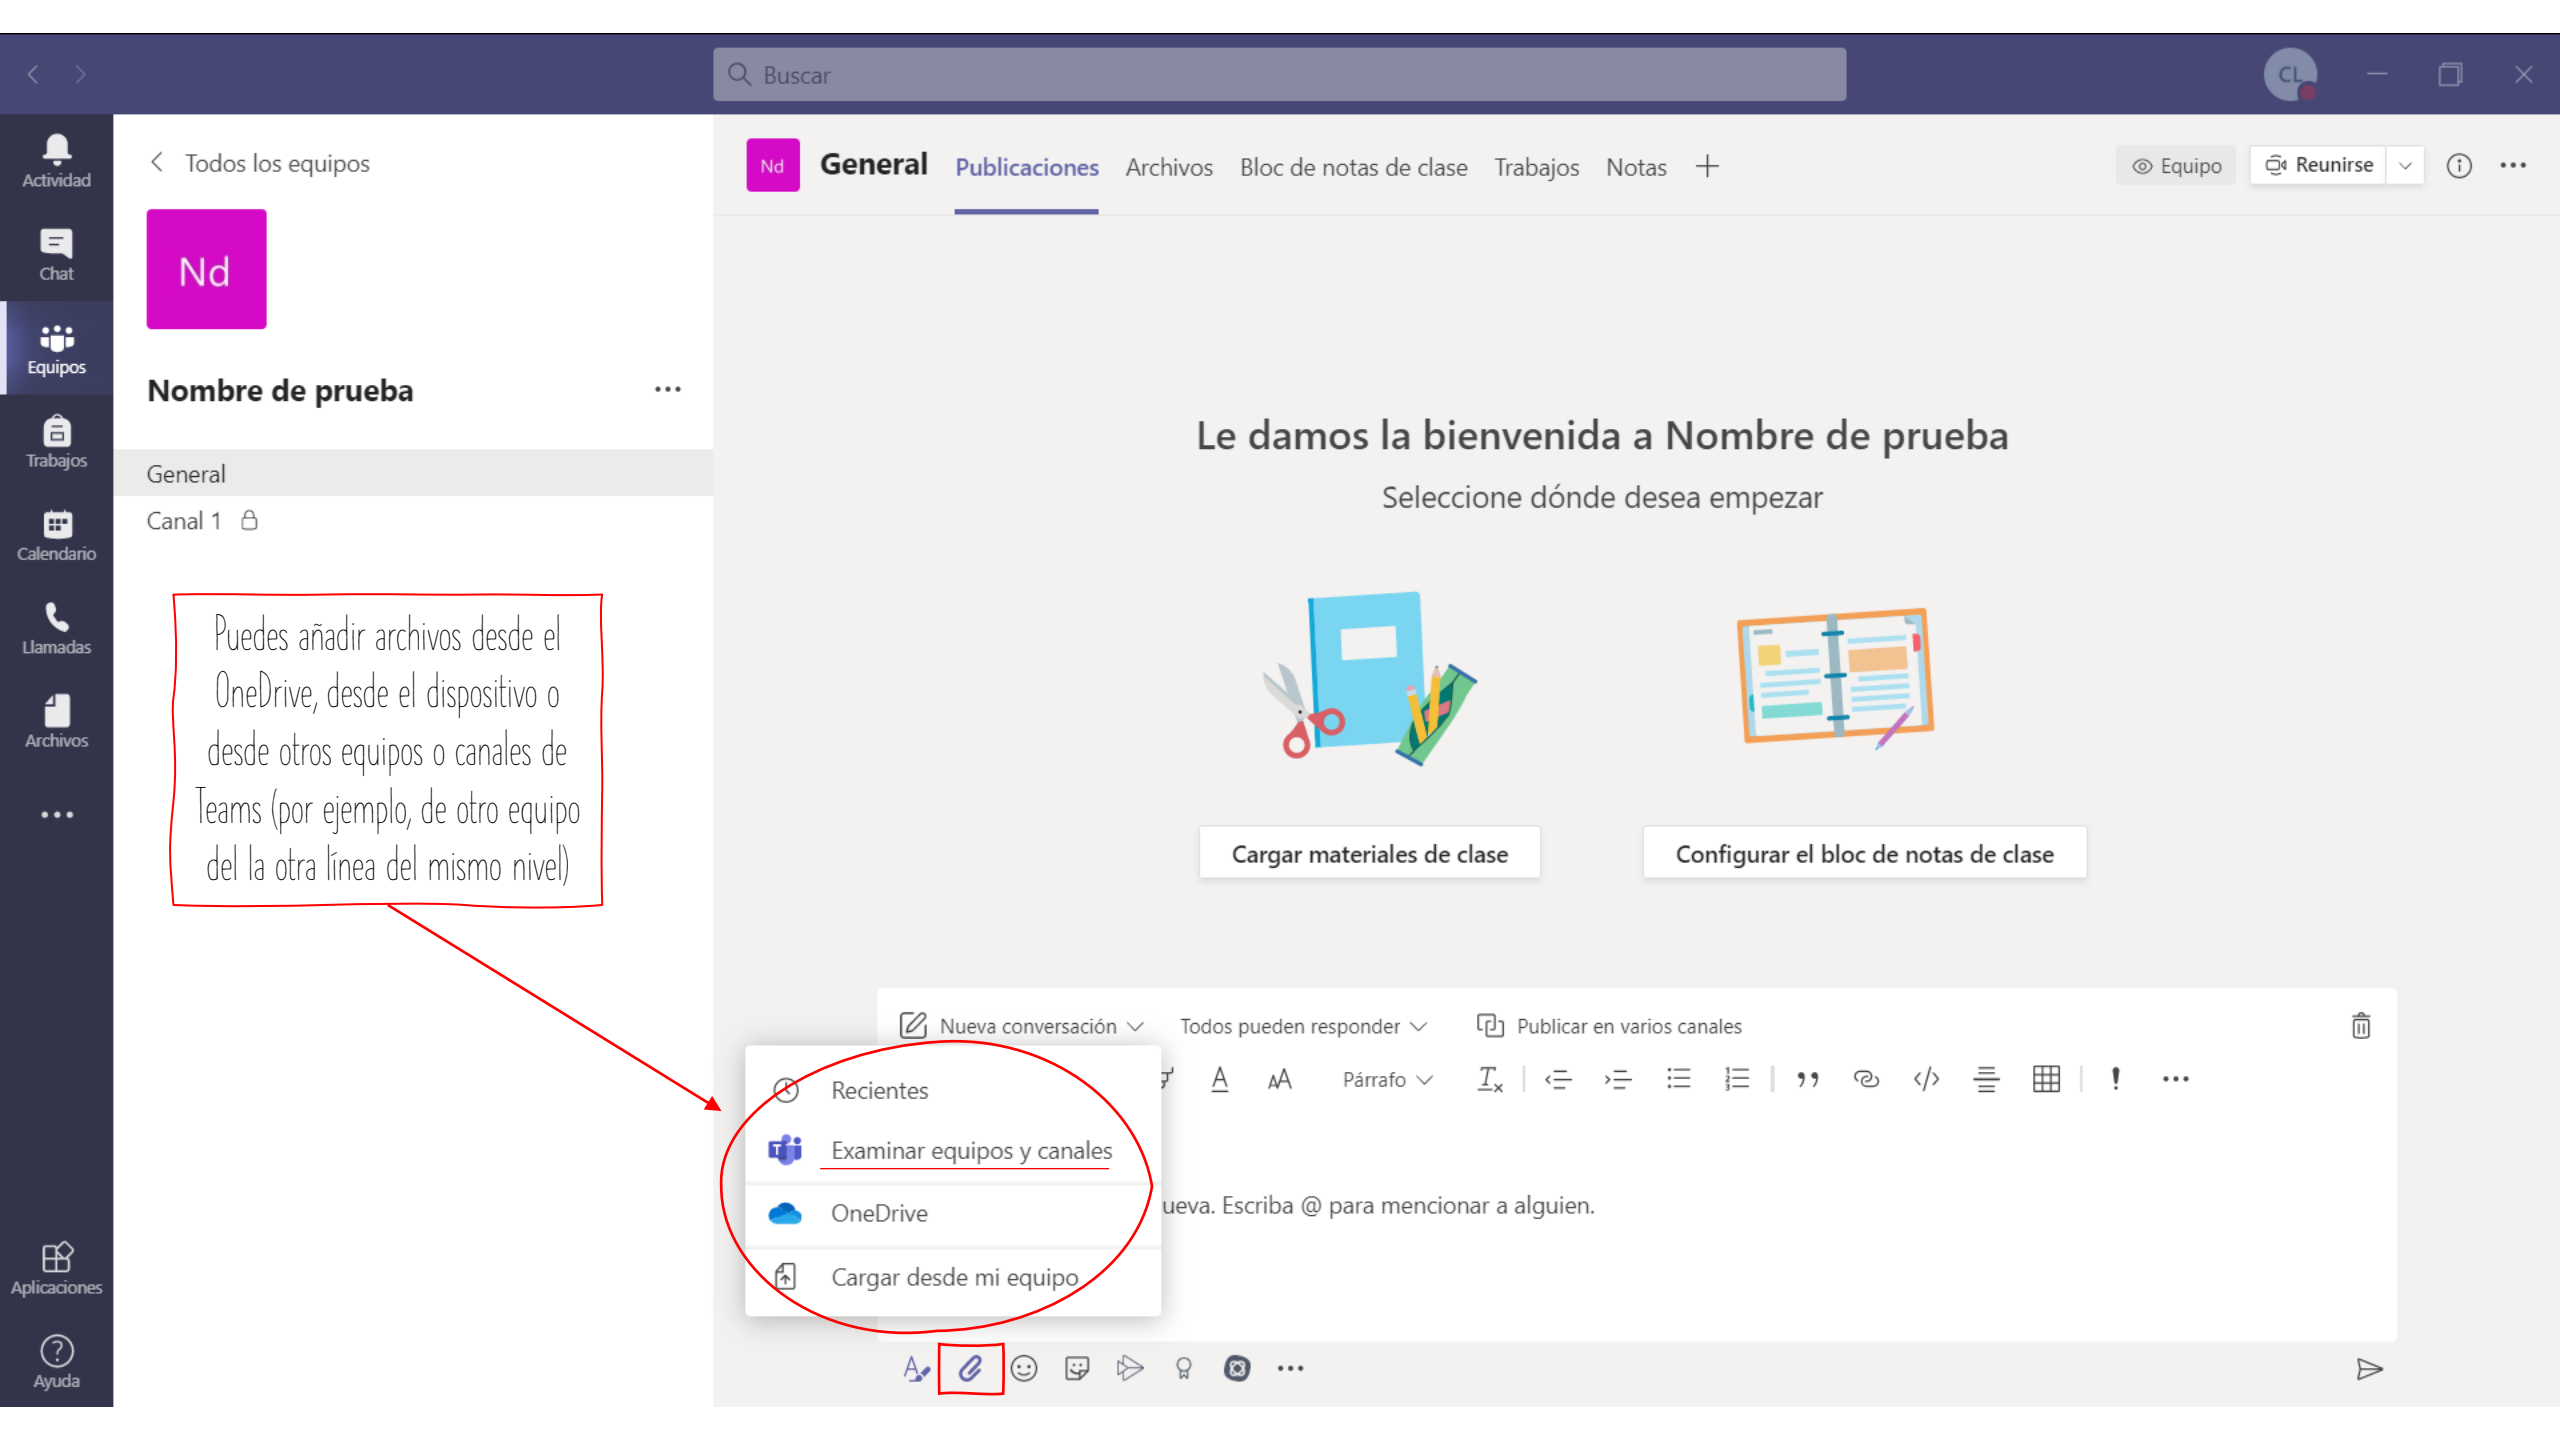 Buscar
CL
Actividad
Chat
Equipos
Trabajos
Calendario
Llamadas
Archivos
Aplicaciones
Ayuda
Todos los equipos
Nd
Nombre de prueba
General
Canal 1
Puedes añadir archivos desde el
OneDrive, desde el dispositivo o
desde otros equipos o canales de
Teams (por ejemplo, de otro equipo
del la otra línea del mismo nivel)
Nd General Publicaciones Archivos Bloc de notas de clase Trabajos Notas
Equipo Reunirse
Le damos la bienvenida a Nombre de prueba
Seleccione dónde desea empezar
Cargar materiales de clase Configurar el bloc de notas de clase
Nueva conversación Todos pueden responder Publicar en varios canales
A AA Párrafo
ueva. Escriba @ para mencionar a alguien.
Recientes
Examinar equipos y canales
OneDrive
Cargar desde mi equipo